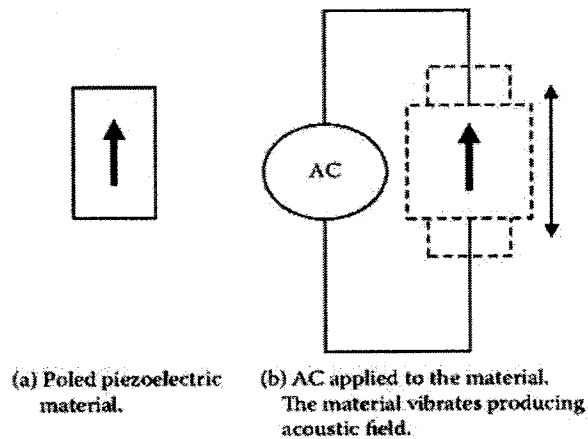 AC
(a) Poled piezoelectric
material.
(b) AC applied to the material.
The material vibrates producing
acoustic field.